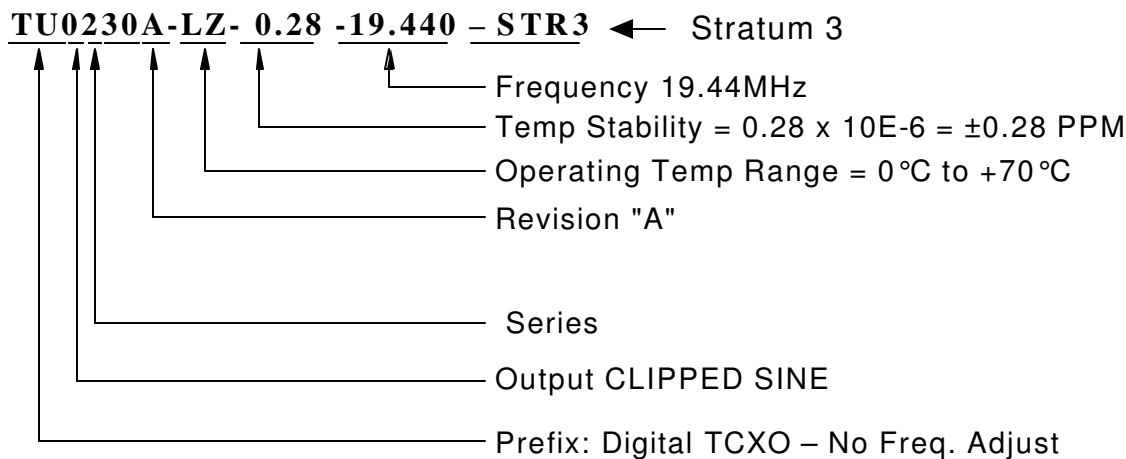 TU0230A-LZ- 0.28 -19.440 – STR3 Stratum 3
Frequency 19.44MHz
Temp Stability = 0.28 x 10E-6 = ±0.28 PPM
Operating Temp Range = 0°C to +70°C
Revision "A"
Series
Output CLIPPED SINE
Prefix: Digital TCXO – No Freq. Adjust